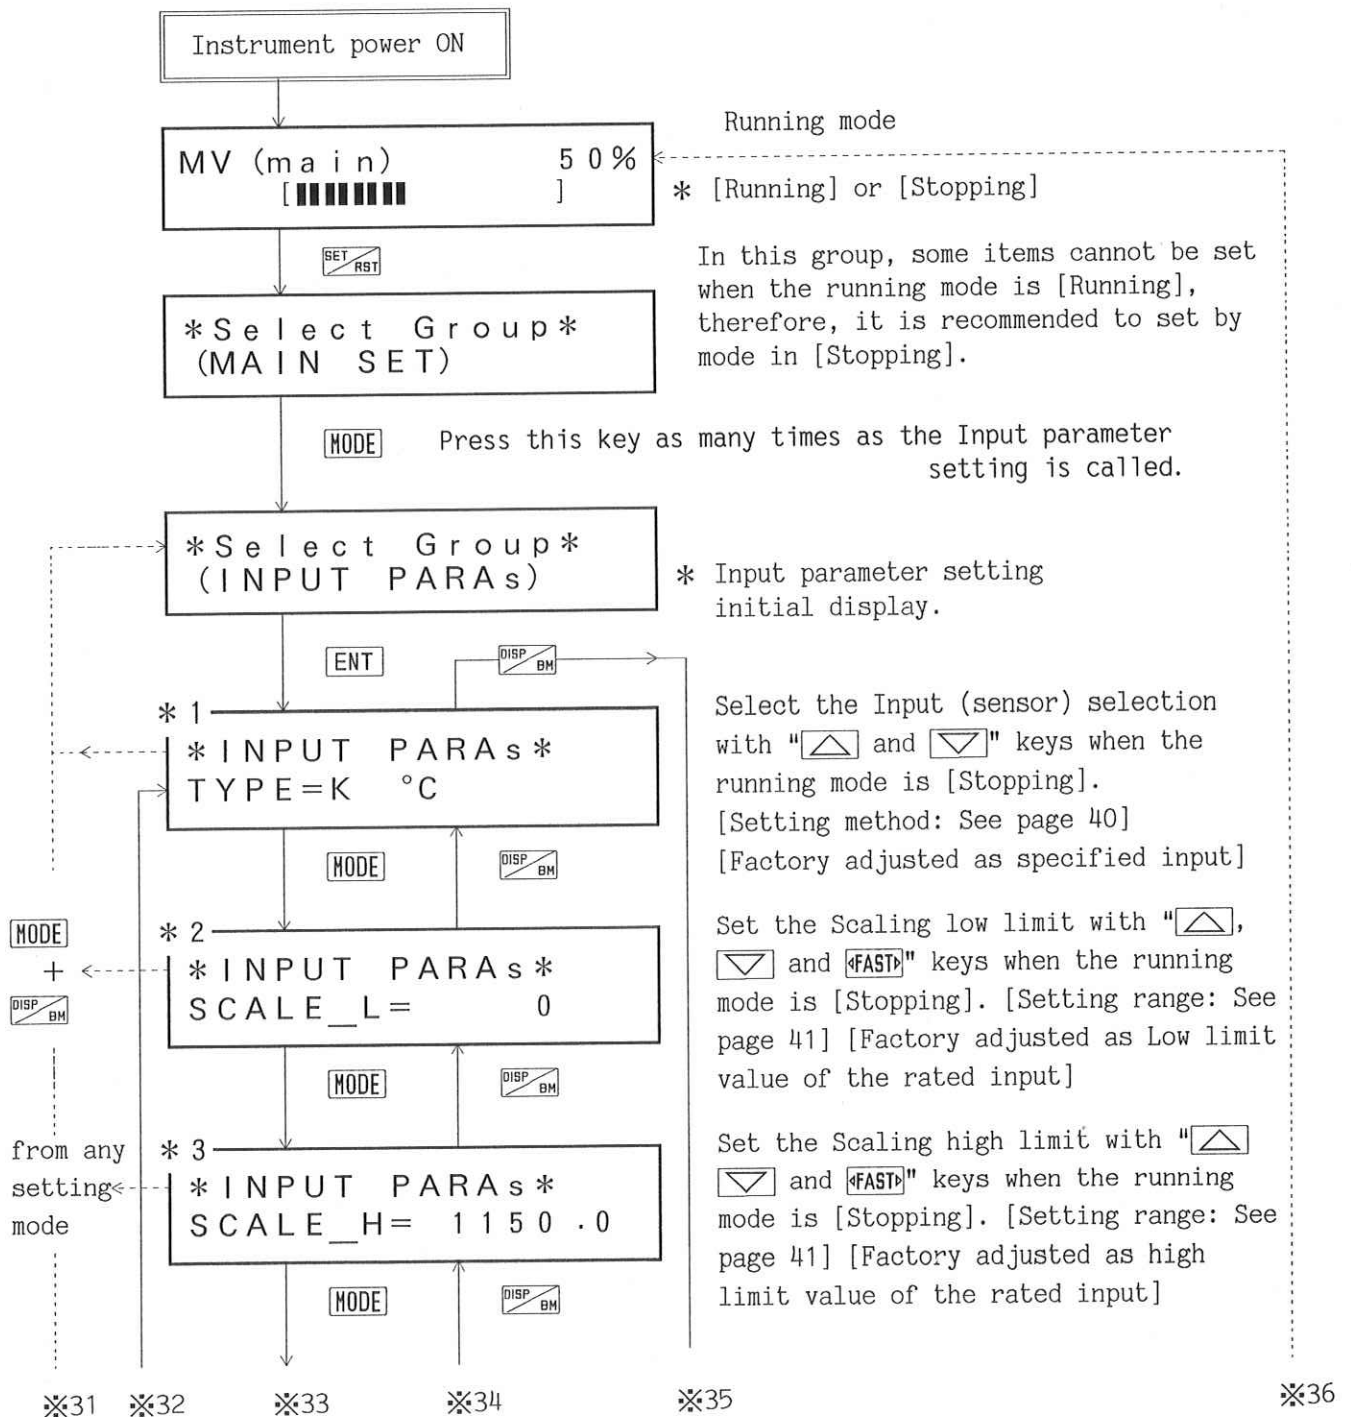 Instrument power ON
Running mode
MV (main) 50%
[▮▮▮▮▮▮▮▮ ]
* [Running] or [Stopping]
SET/RST
In this group, some items cannot be set
when the running mode is [Running],
therefore, it is recommended to set by
mode in [Stopping].
*Select Group*
(MAIN SET)
MODE
Press this key as many times as the Input parameter
setting is called.
*Select Group*
(INPUT PARAs)
* Input parameter setting
initial display.
ENT
DISP/BM
*1
*INPUT PARAs*
TYPE=K °C
Select the Input (sensor) selection
with "△ and ▽" keys when the
running mode is [Stopping].
[Setting method: See page 40]
[Factory adjusted as specified input]
MODE
DISP/BM
*2
*INPUT PARAs*
SCALE_L= 0
Set the Scaling low limit with "△,
▽ and ◁FAST▷" keys when the running
mode is [Stopping]. [Setting range: See
page 41] [Factory adjusted as Low limit
value of the rated input]
MODE
+
DISP/BM
MODE
DISP/BM
from any
setting
mode
*3
*INPUT PARAs*
SCALE_H= 1150.0
Set the Scaling high limit with "△
▽ and ◁FAST▷" keys when the running
mode is [Stopping]. [Setting range: See
page 41] [Factory adjusted as high
limit value of the rated input]
MODE
DISP/BM
※31 ※32 ※33 ※34 ※35 ※36